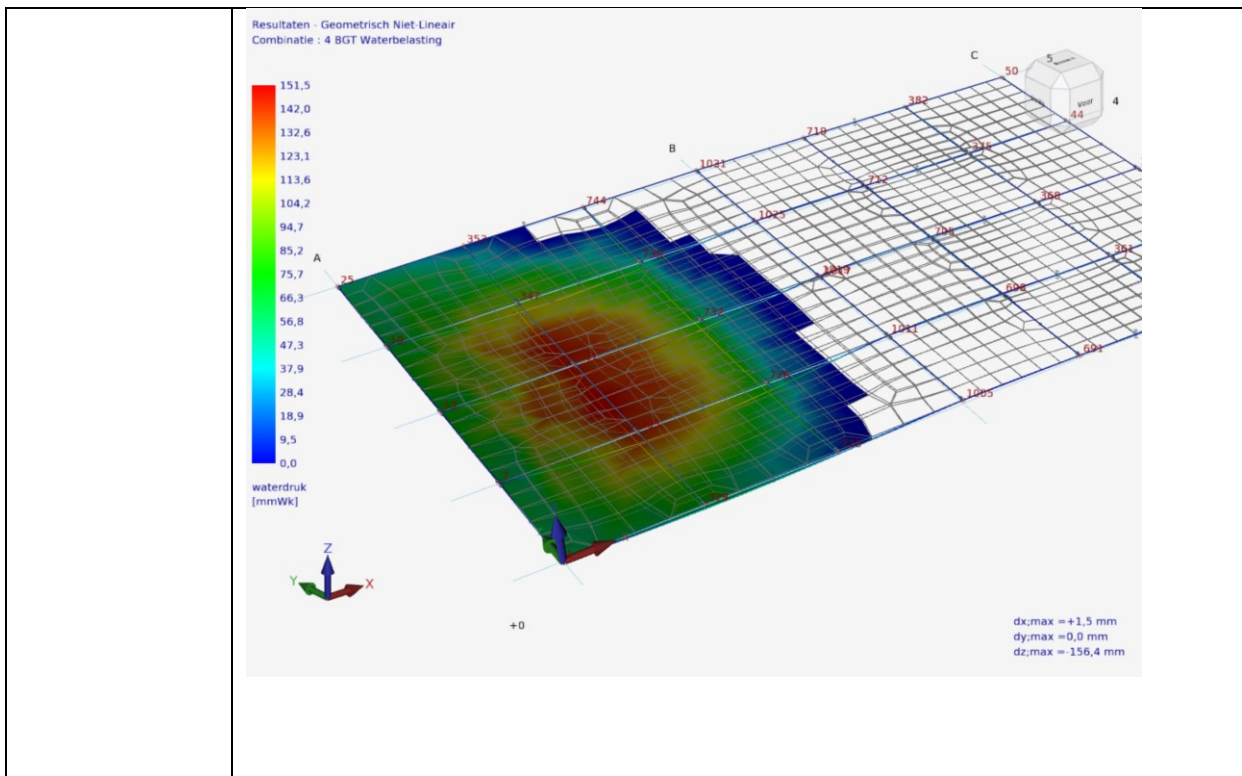 Resultaten - Geometrisch Niet-Lineair
Combinatie : 4 BGT Waterbelasting
C
5
50
4
Voor
44
382
375
B
710
712
368
1031
744
1025
705
361
A
353
698
25
732
1011
691
1005
151,5
142,0
132,6
123,1
113,6
104,2
94,7
85,2
75,7
66,3
56,8
47,3
37,9
28,4
18,9
9,5
0,0
waterdruk
[mmWk]
Z
Y
X
+0
dx;max =+1,5 mm
dy;max =0,0 mm
dz;max =-156,4 mm